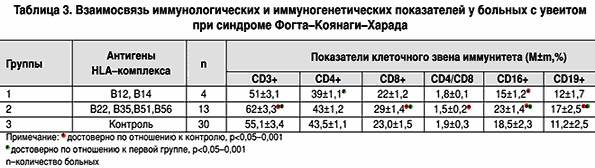 Таблица 3. Взаимосвязь иммунологических и иммуногенетических показателей у больных с увеитом
при синдроме Фогта–Коянаги–Харада
Группы Антигены HLA–комплекса n Показатели клеточного звена иммунитета (M±m,%)
CD3+ CD4+ CD8+ CD4/CD8 CD16+ CD19+
1 B12, B14 4 51±3,1 39±1,1* 22±1,2 1,8±0,1 15±1,2* 12±1,7
2 B22, B35,B51,B56 13 62±3,3** 43±1,2 29±1,4** 1,5±0,2* 23±1,4** 17±2,5**
3 Контроль 30 55,1±3,4 43,5±1,1 23,0±1,5 1,9±0,3 18,5±2,3 11,2±2,5
Примечание: * достоверно по отношению к контролю, p<0,05–0,001
* достоверно по отношению к первой группе, p<0,05–0,001
n–количество больных